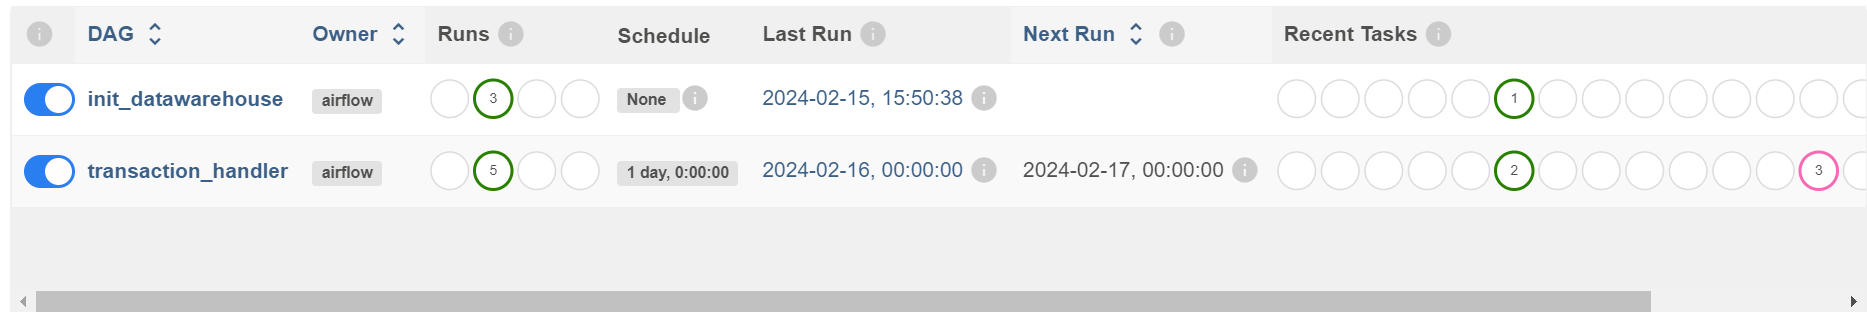 DAG Owner Runs Schedule Last Run Next Run Recent Tasks
init_datawarehouse airflow 3 None 2024-02-15, 15:50:38 1
transaction_handler airflow 5 1 day, 0:00:00 2024-02-16, 00:00:00 2024-02-17, 00:00:00 2 3